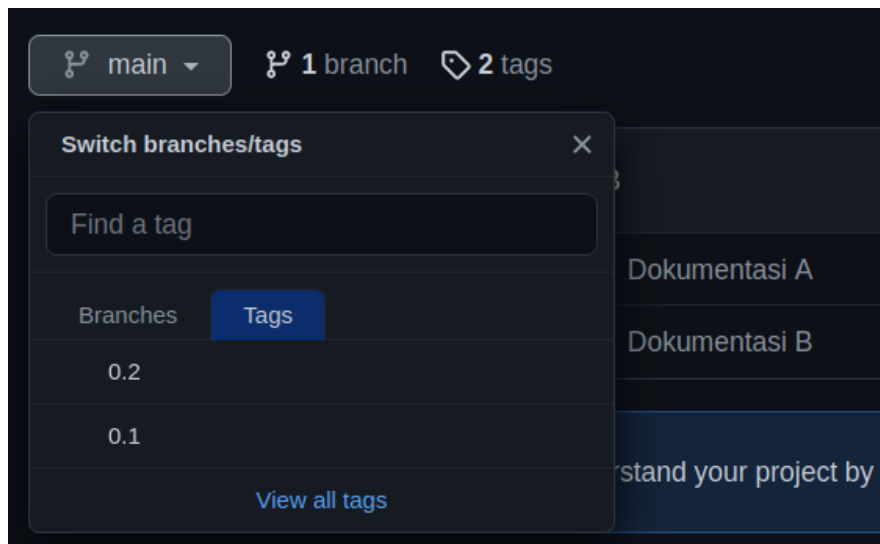 main 1 branch 2 tags
Switch branches/tags
Find a tag
Branches Tags
Dokumentasi A
0.2
Dokumentasi B
0.1
View all tags
your project by